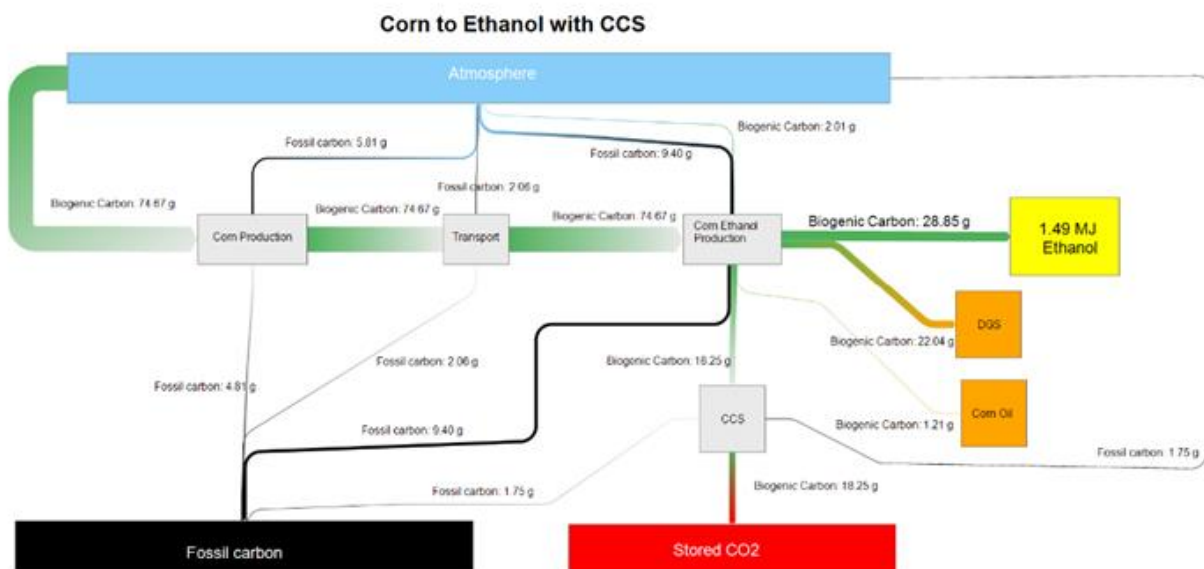 Corn to Ethanol with CCS
Atmosphere
Biogenic Carbon: 2.01 g
Fossil carbon: 5.81 g
Fossil carbon: 9.40 g
Fossil carbon: 2.06 g
Biogenic Carbon: 74.67 g
Biogenic Carbon: 74.67 g
Biogenic Carbon: 74.67 g
Biogenic Carbon: 28.85 g
Corn Production
Transport
Corn Ethanol
Production
1.49 MJ
Ethanol
DGS
Biogenic Carbon: 22.04 g
Fossil carbon: 2.06 g
Biogenic Carbon: 18.25 g
Fossil carbon: 4.81 g
CCS
Corn Oil
Biogenic Carbon: 1.21 g
Fossil carbon: 9.40 g
Fossil carbon: 1.75 g
Fossil carbon: 1.75 g
Biogenic Carbon: 18.25 g
Fossil carbon
Stored CO2